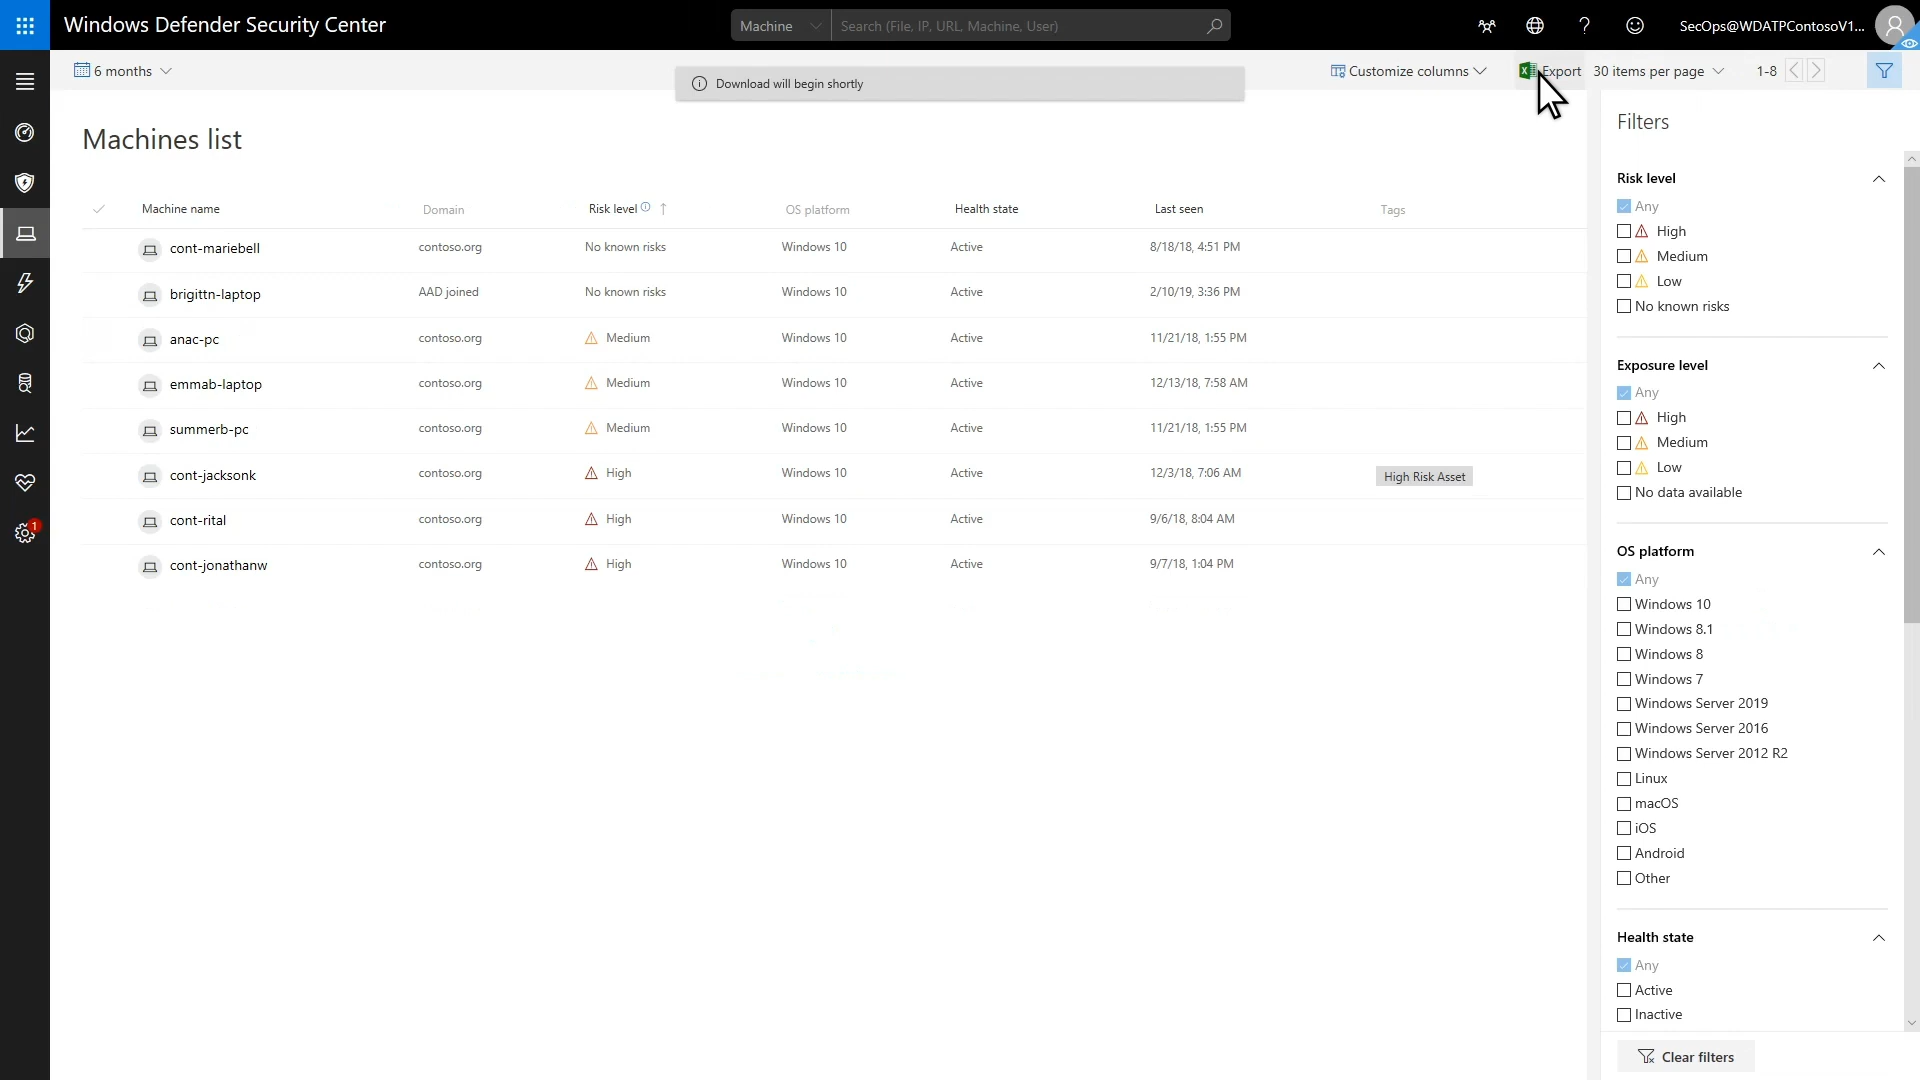 Windows Defender Security Center
Machine
Search (File, IP, URL, Machine, User)
?
SecOps@WDATPContosoV1...
6 months
Download will begin shortly
Customize columns
Export
30 items per page
1-8
Machines list
Machine name Domain Risk level OS platform Health state Last seen Tags
cont-mariebell contoso.org No known risks Windows 10 Active 8/18/18, 4:51 PM
brigittn-laptop AAD joined No known risks Windows 10 Active 2/10/19, 3:36 PM
anac-pc contoso.org Medium Windows 10 Active 11/21/18, 1:55 PM
emmab-laptop contoso.org Medium Windows 10 Active 12/13/18, 7:58 AM
summerb-pc contoso.org Medium Windows 10 Active 11/21/18, 1:55 PM
cont-jacksonk contoso.org High Windows 10 Active 12/3/18, 7:06 AM High Risk Asset
cont-rital contoso.org High Windows 10 Active 9/6/18, 8:04 AM
cont-jonathanw contoso.org High Windows 10 Active 9/7/18, 1:04 PM
1
Filters
Risk level
Any
High
Medium
Low
No known risks
Exposure level
Any
High
Medium
Low
No data available
OS platform
Any
Windows 10
Windows 8.1
Windows 8
Windows 7
Windows Server 2019
Windows Server 2016
Windows Server 2012 R2
Linux
macOS
iOS
Android
Other
Health state
Any
Active
Inactive
Clear filters